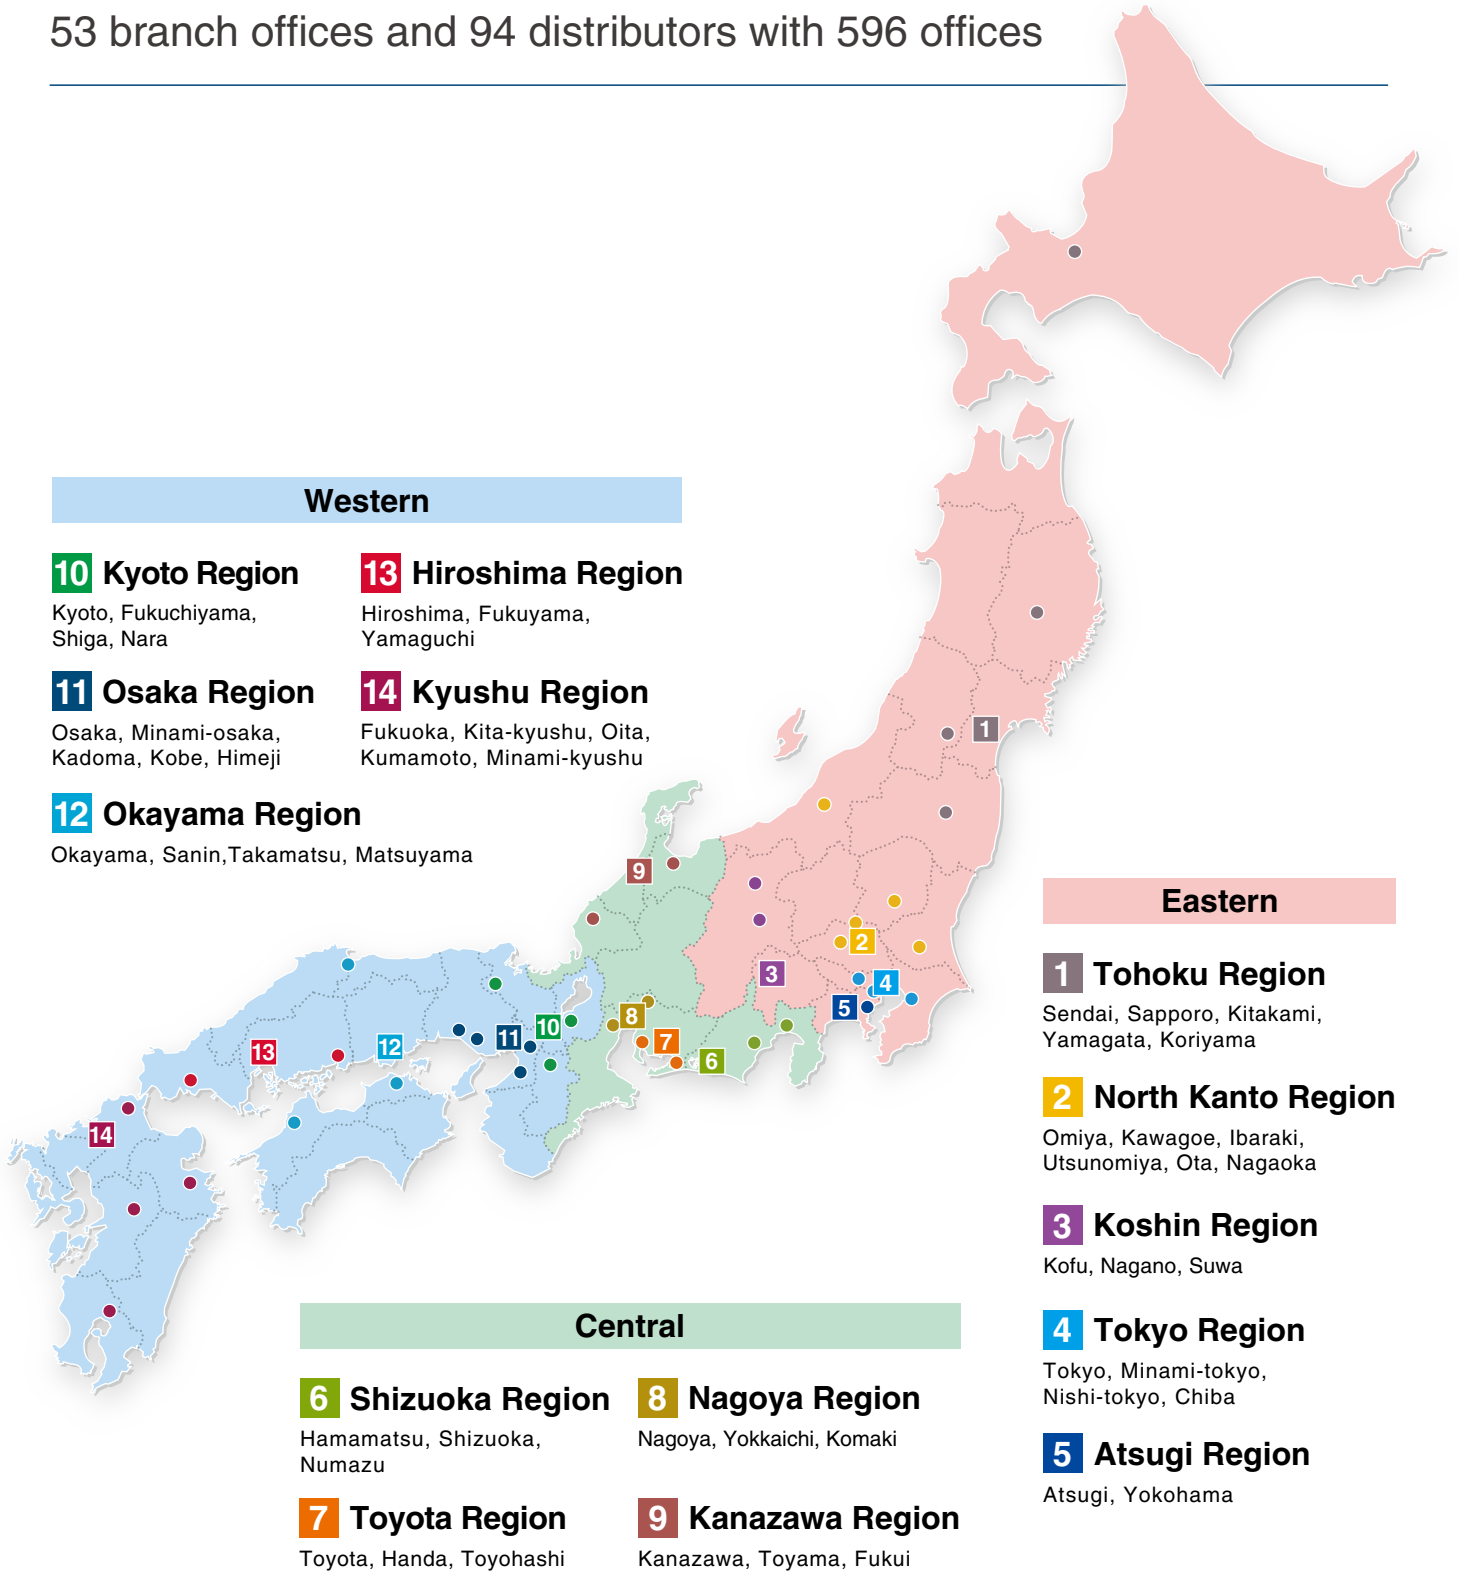 53 branch offices and 94 distributors with 596 offices
Western
10 Kyoto Region
Kyoto, Fukuchiyama,
Shiga, Nara
13 Hiroshima Region
Hiroshima, Fukuyama,
Yamaguchi
11 Osaka Region
Osaka, Minami-osaka,
Kadoma, Kobe, Himeji
14 Kyushu Region
Fukuoka, Kita-kyushu, Oita,
Kumamoto, Minami-kyushu
12 Okayama Region
Okayama, Sanin,Takamatsu, Matsuyama
1
9
2
3
4
5
8
10
11
7
12
13
6
14
Eastern
1 Tohoku Region
Sendai, Sapporo, Kitakami,
Yamagata, Koriyama
2 North Kanto Region
Omiya, Kawagoe, Ibaraki,
Utsunomiya, Ota, Nagaoka
3 Koshin Region
Kofu, Nagano, Suwa
4 Tokyo Region
Tokyo, Minami-tokyo,
Nishi-tokyo, Chiba
5 Atsugi Region
Atsugi, Yokohama
Central
6 Shizuoka Region
Hamamatsu, Shizuoka,
Numazu
8 Nagoya Region
Nagoya, Yokkaichi, Komaki
7 Toyota Region
Toyota, Handa, Toyohashi
9 Kanazawa Region
Kanazawa, Toyama, Fukui